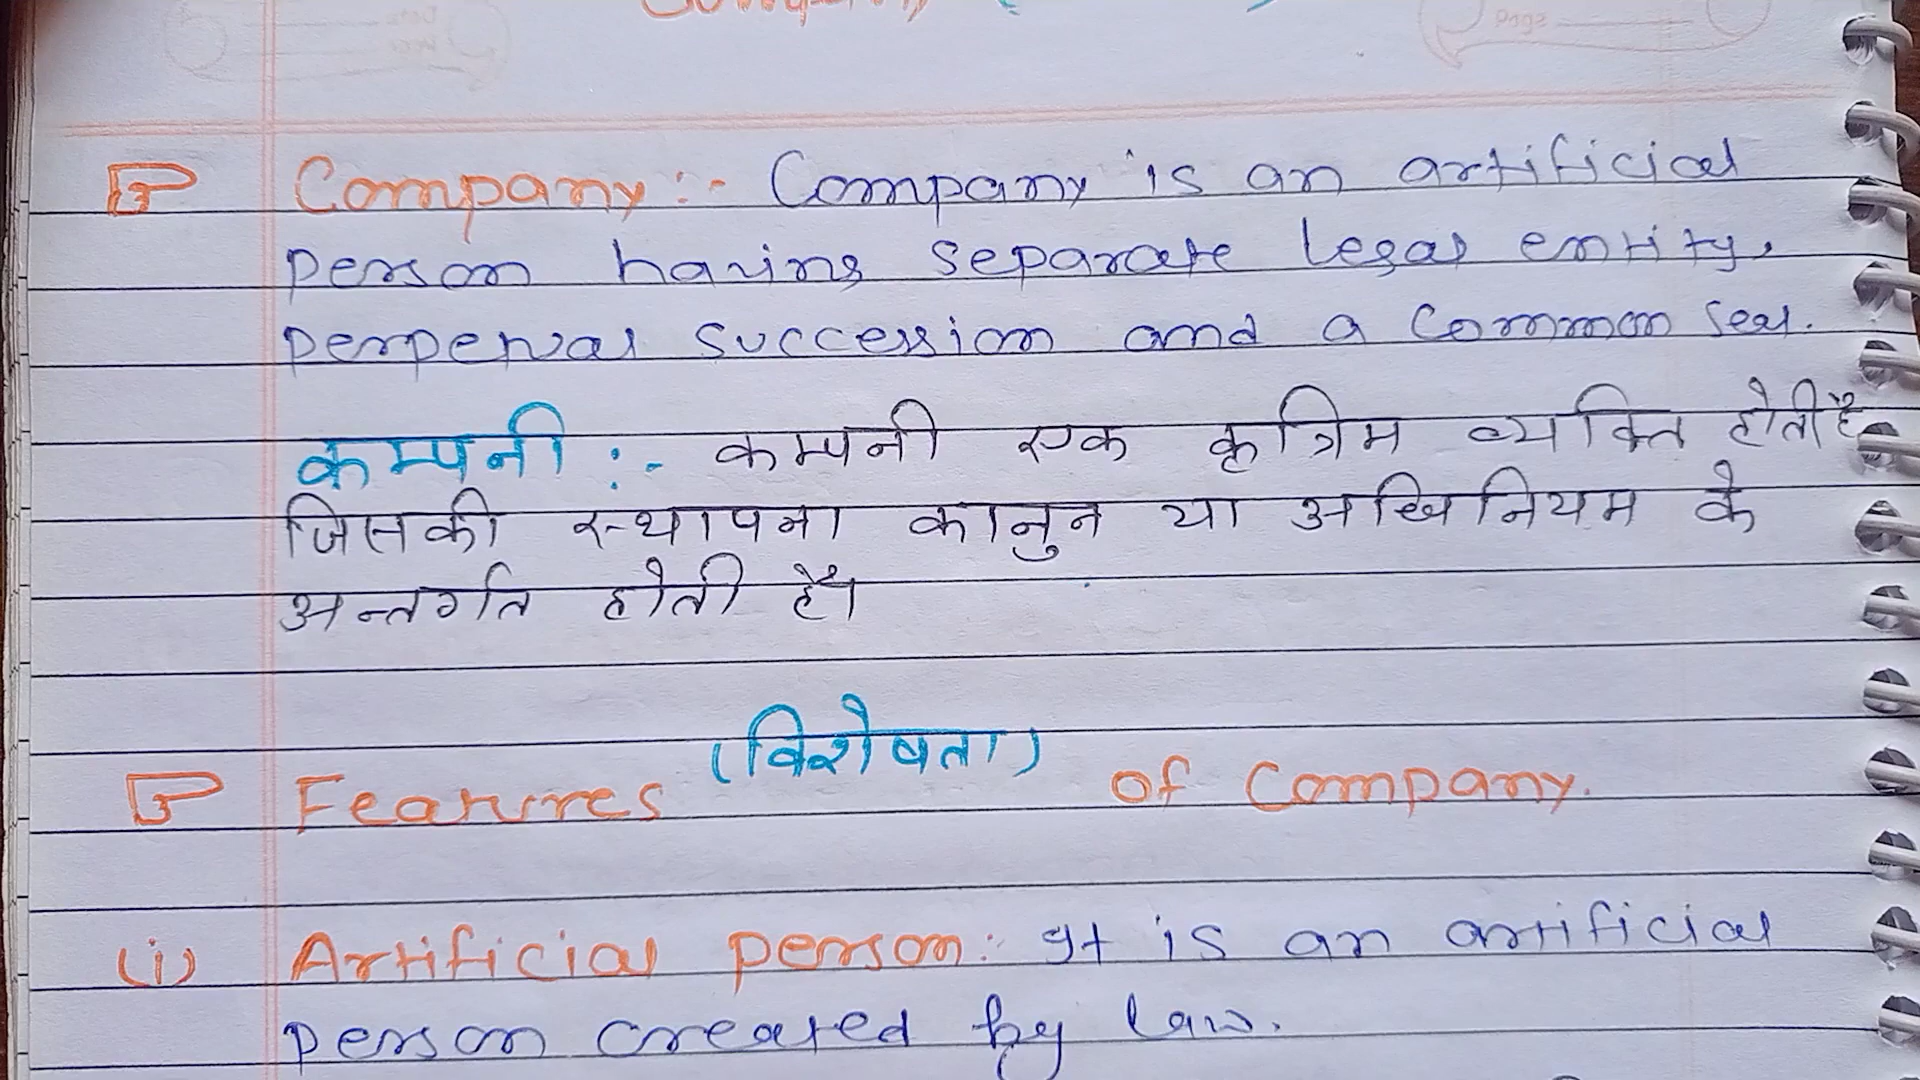 Company
Page
Company :- Company is an artificial
person having separate legal entity,
perpetual succession and a common seal.
कम्पनी :- कम्पनी एक कृत्रिम व्यक्ति होती है
जिसकी स्थापना कानुन या अधिनियम के
अन्तर्गत होती है।
(विशेषता)
Features of Company.
(i) Artificial person: It is an artificial
person created by law.